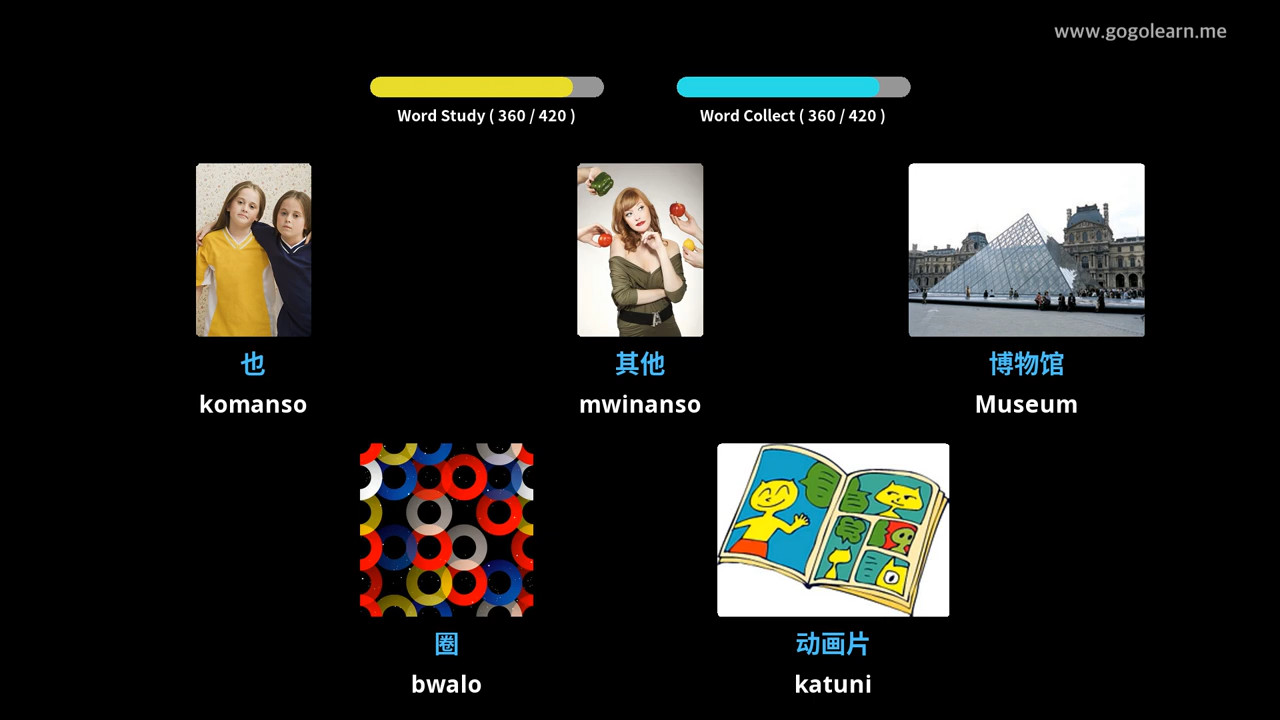 www.gogolearn.me
Word Study ( 360 / 420 )
Word Collect ( 360 / 420 )
也
其他
博物馆
komanso
mwinanso
Museum
圈
动画片
bwalo
katuni